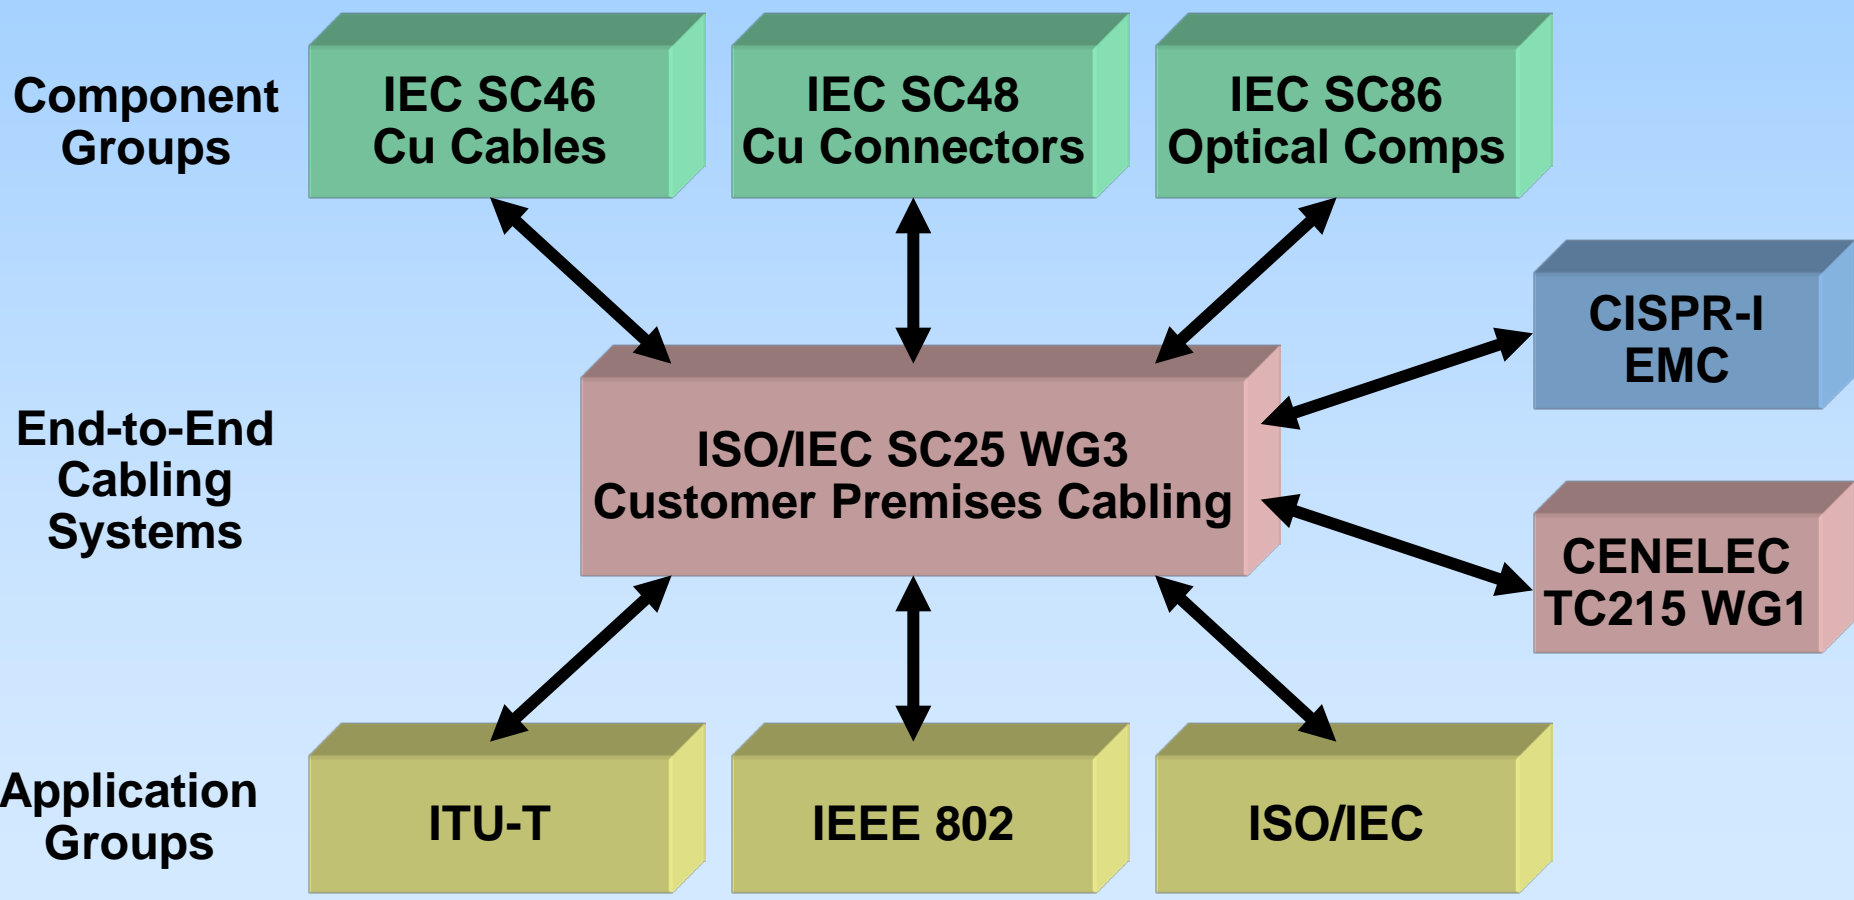 Component
Groups
IEC SC46
Cu Cables
IEC SC48
Cu Connectors
IEC SC86
Optical Comps
CISPR-I
EMC
End-to-End
Cabling
Systems
ISO/IEC SC25 WG3
Customer Premises Cabling
CENELEC
TC215 WG1
Application
Groups
ITU-T
IEEE 802
ISO/IEC